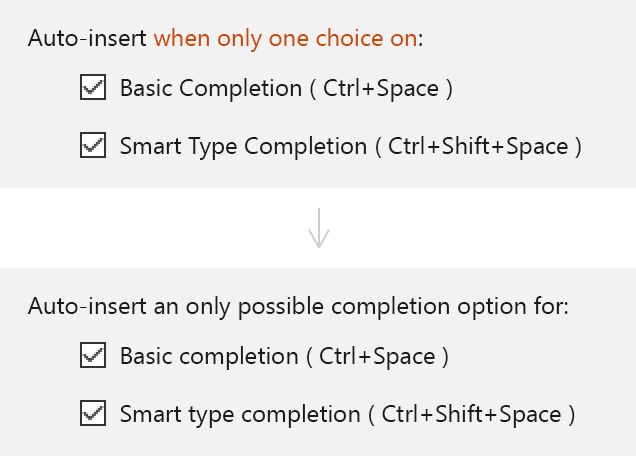 Auto-insert when only one choice on:
Basic Completion ( Ctrl+Space )
Smart Type Completion ( Ctrl+Shift+Space )
Auto-insert an only possible completion option for:
Basic completion ( Ctrl+Space )
Smart type completion ( Ctrl+Shift+Space )